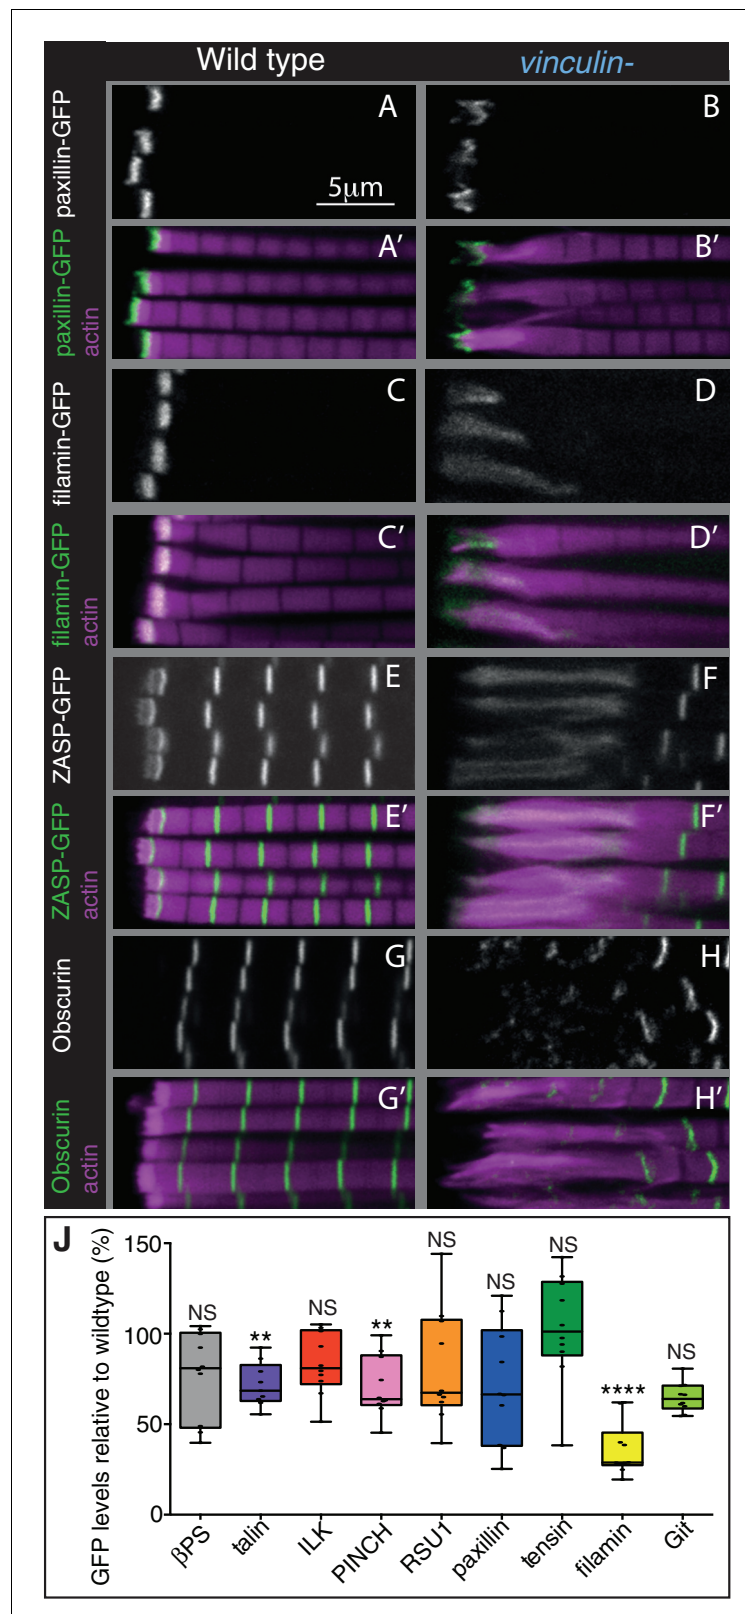 Wild type
vinculin-
paxillin-GFP
A
5μm
B
paxillin-GFP
actin
A'
B'
filamin-GFP
C
D
filamin-GFP
actin
C'
D'
ZASP-GFP
E
F
ZASP-GFP
actin
E'
F'
Obscurin
G
H
Obscurin
actin
G'
H'
J
GFP levels relative to wildtype (%)
150
100
50
0
NS
**
NS
**
NS
NS
NS
****
NS
βPS
talin
ILK
PINCH
RSU1
paxillin
tensin
filamin
Git